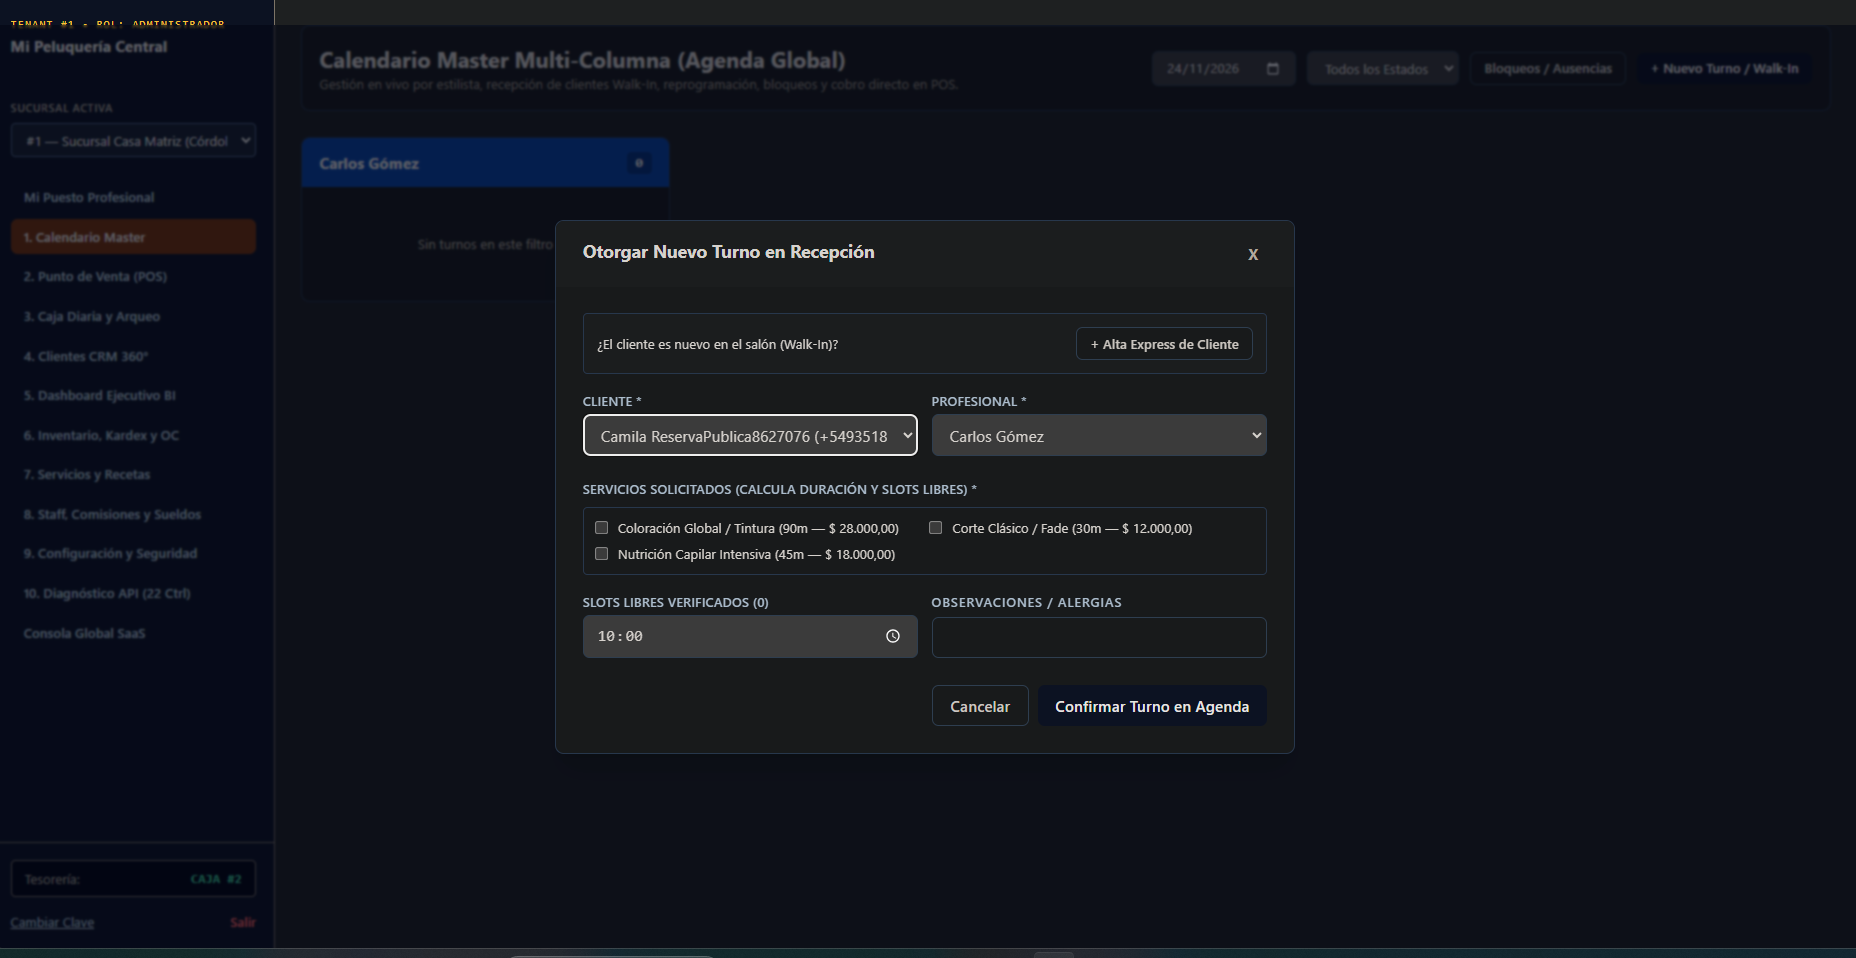 TENANT #1 - ROL: ADMINISTRADOR
Mi Peluquería Central
SUCURSAL ACTIVA
#1 — Sucursal Casa Matriz (Córdol
Mi Puesto Profesional
1. Calendario Master
2. Punto de Venta (POS)
3. Caja Diaria y Arqueo
4. Clientes CRM 360°
5. Dashboard Ejecutivo BI
6. Inventario, Kardex y OC
7. Servicios y Recetas
8. Staff, Comisiones y Sueldos
9. Configuración y Seguridad
10. Diagnóstico API (22 Ctrl)
Consola Global SaaS
Tesorería: CAJA #2
Cambiar Clave Salir
Calendario Master Multi-Columna (Agenda Global)
Gestión en vivo por estilista, recepción de clientes Walk-In, reprogramación, bloqueos y cobro directo en POS.
24/11/2026 Todos los Estados Bloqueos / Ausencias + Nuevo Turno / Walk-In
Carlos Gómez 0
Sin turnos en este filtro
Otorgar Nuevo Turno en Recepción X
¿El cliente es nuevo en el salón (Walk-In)? + Alta Express de Cliente
CLIENTE * PROFESIONAL *
Camila ReservaPublica8627076 (+5493518 Carlos Gómez
SERVICIOS SOLICITADOS (CALCULA DURACIÓN Y SLOTS LIBRES) *
Coloración Global / Tintura (90m — $ 28.000,00) Corte Clásico / Fade (30m — $ 12.000,00)
Nutrición Capilar Intensiva (45m — $ 18.000,00)
SLOTS LIBRES VERIFICADOS (0) OBSERVACIONES / ALERGIAS
10:00
Cancelar Confirmar Turno en Agenda